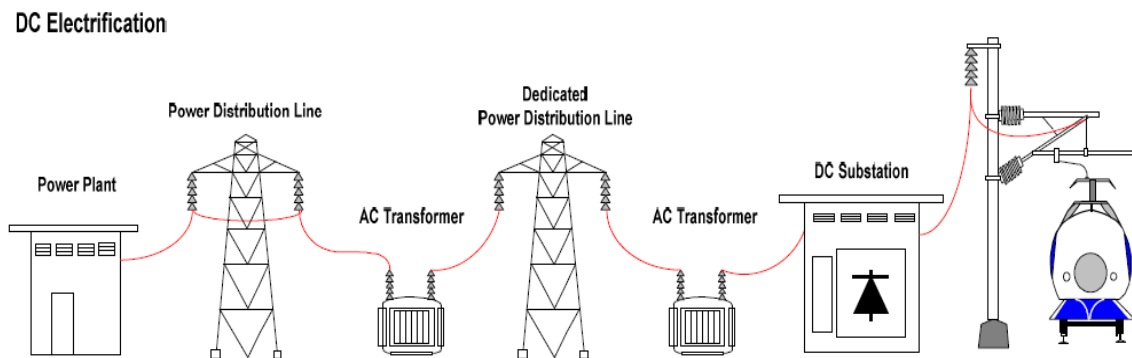 DC Electrification
Power Plant
Power Distribution Line
AC Transformer
Dedicated
Power Distribution Line
AC Transformer
DC Substation